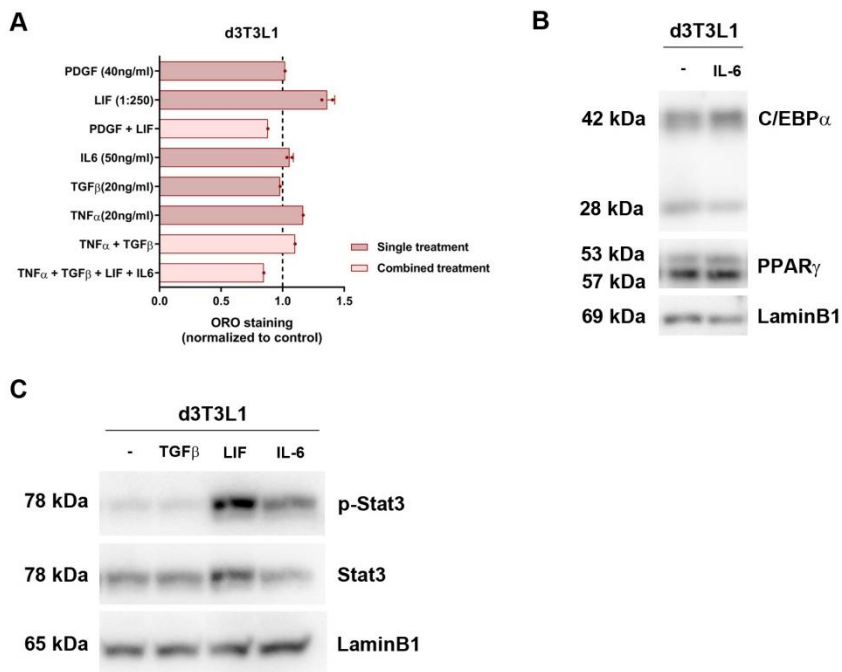 A
d3T3L1
PDGF (40ng/ml)
LIF (1:250)
PDGF + LIF
IL6 (50ng/ml)
TGFβ(20ng/ml)
TNFα(20ng/ml)
TNFα + TGFβ
TNFα + TGFβ + LIF + IL6
0.0 0.5 1.0 1.5
ORO staining
(normalized to control)
Single treatment
Combined treatment
B
d3T3L1
- IL-6
42 kDa C/EBPα
28 kDa
53 kDa
57 kDa PPARγ
69 kDa LaminB1
C
d3T3L1
- TGFβ LIF IL-6
78 kDa p-Stat3
78 kDa Stat3
65 kDa LaminB1